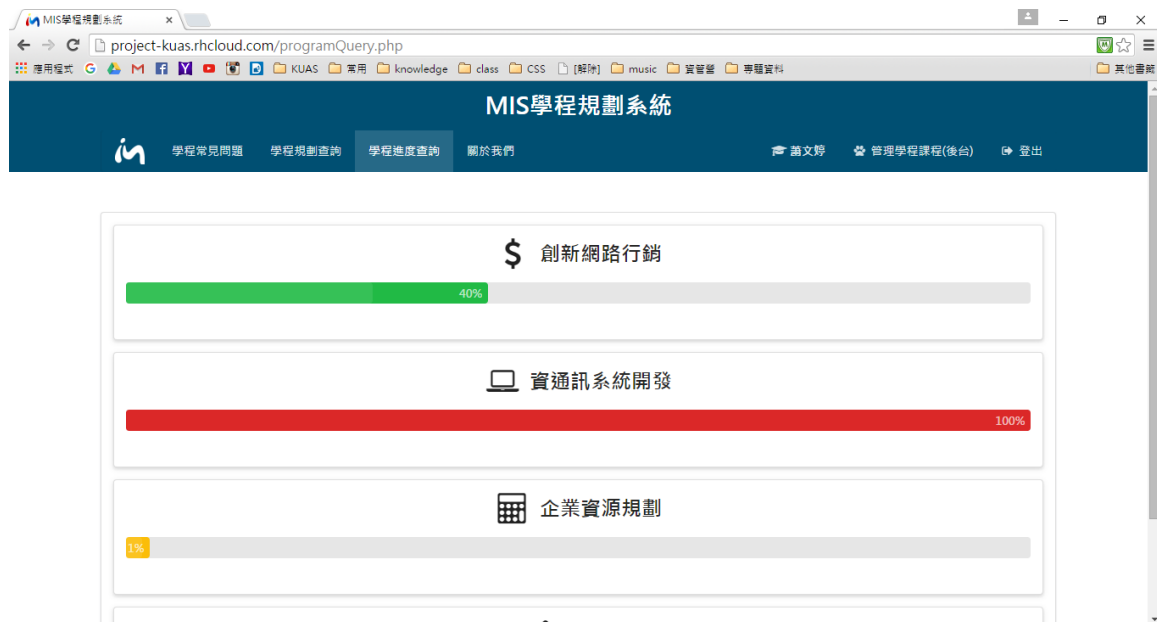 MIS學程規劃系統
project-kuas.rhcloud.com/programQuery.php
應用程式 KUAS 常用 knowledge class CSS [解除] music 資管營 專題資料 其他書籤
MIS學程規劃系統
學程常見問題 學程規劃查詢 學程進度查詢 關於我們 蕭文婷 管理學程課程(後台) 登出
$ 創新網路行銷
40%
資通訊系統開發
100%
企業資源規劃
1%